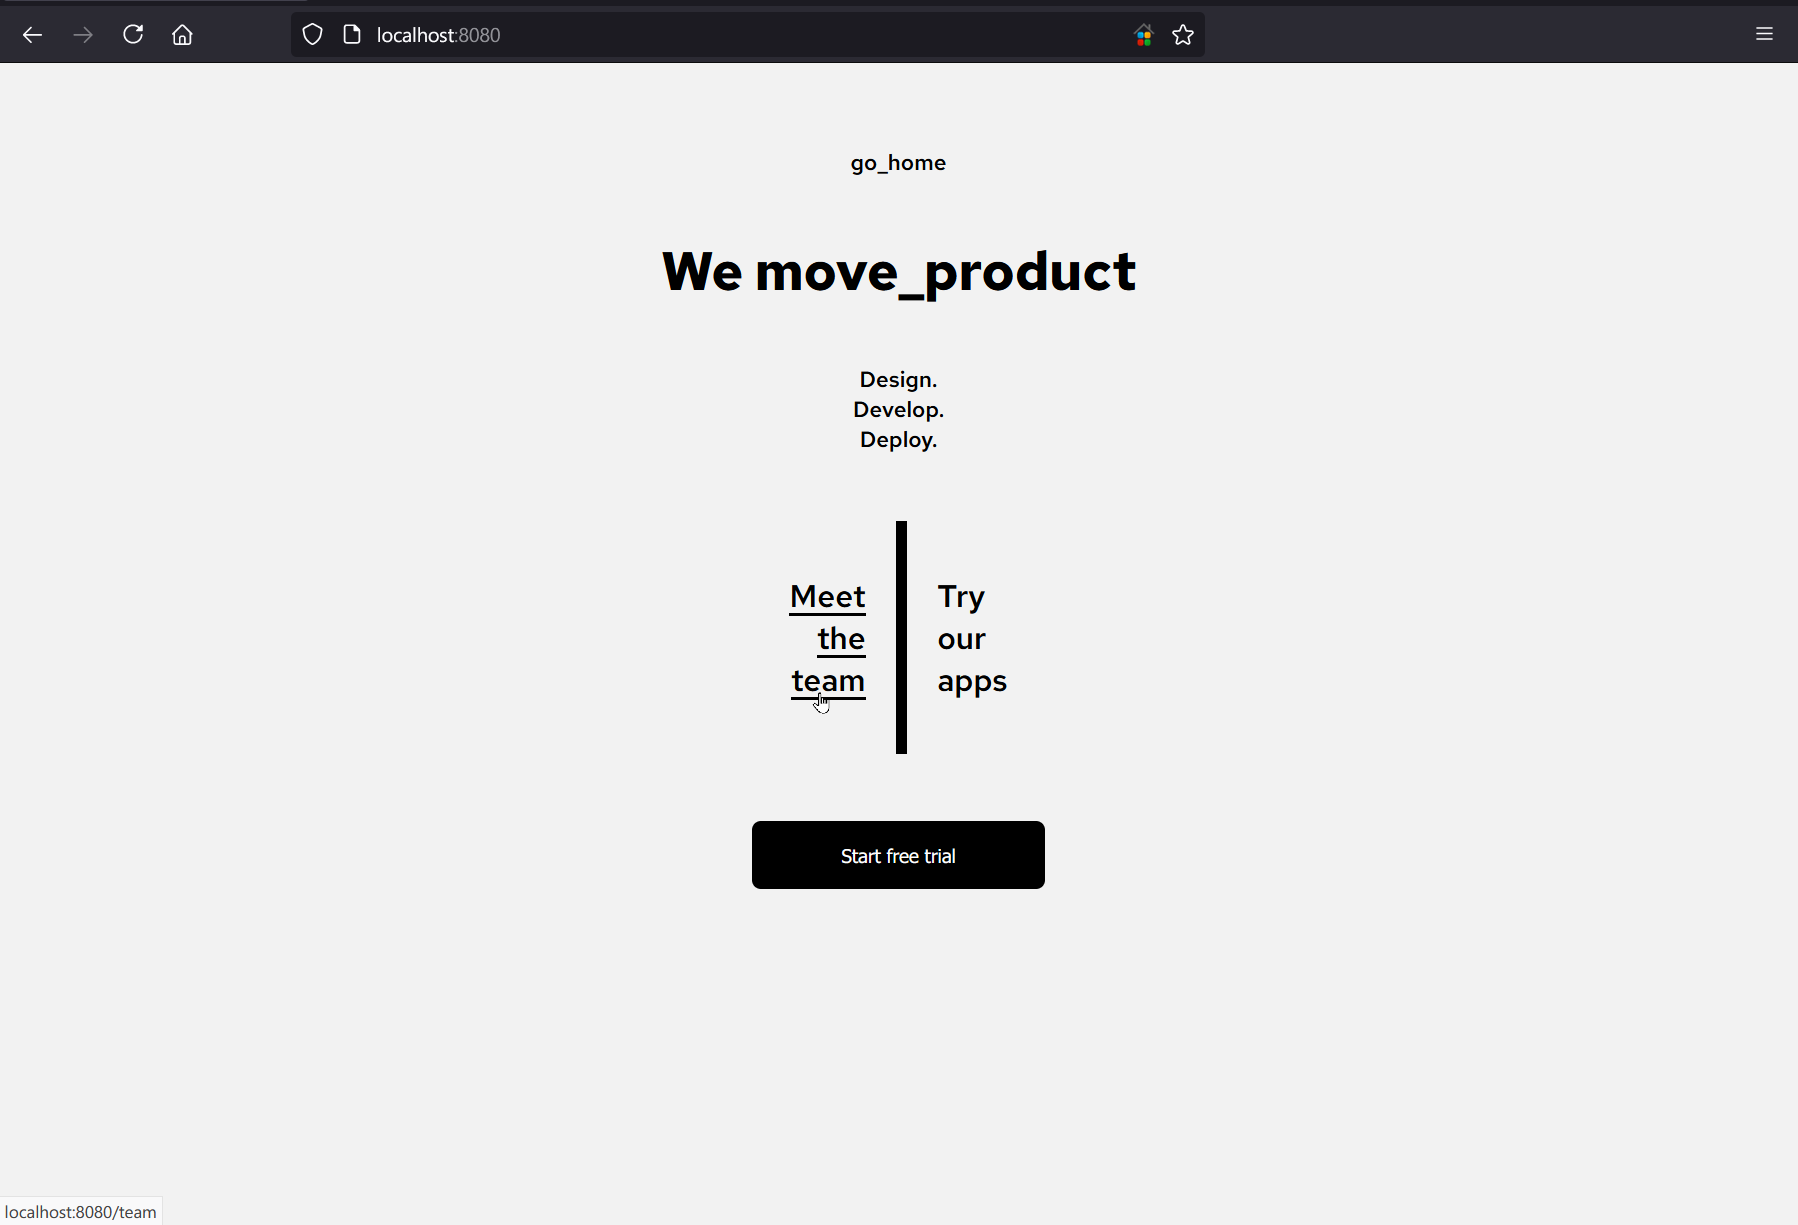 localhost:8080
go_home
We move_product
Design.
Develop.
Deploy.
Meet
the
team
Try
our
apps
Start free trial
localhost:8080/team